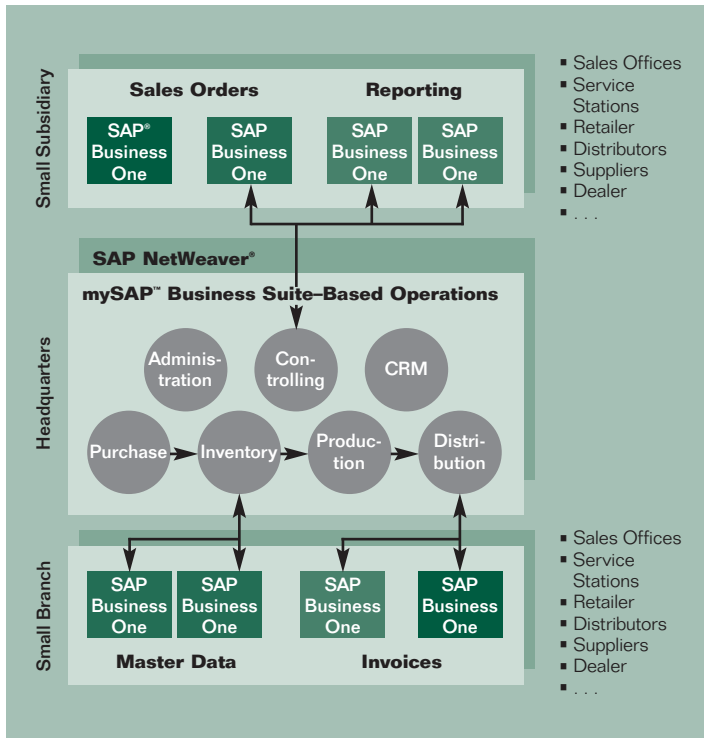 Small Subsidiary
Sales Orders
Reporting
SAP®
Business
One
SAP
Business
One
SAP
Business
One
SAP
Business
One
▪ Sales Offices
▪ Service
Stations
▪ Retailer
▪ Distributors
▪ Suppliers
▪ Dealer
▪ . . .
Headquarters
SAP NetWeaver®
mySAP™ Business Suite–Based Operations
Adminis-
tration
Con-
trolling
CRM
Purchase
Inventory
Produc-
tion
Distri-
bution
Small Branch
SAP
Business
One
SAP
Business
One
SAP
Business
One
SAP
Business
One
Master Data
Invoices
▪ Sales Offices
▪ Service
Stations
▪ Retailer
▪ Distributors
▪ Suppliers
▪ Dealer
▪ . . .